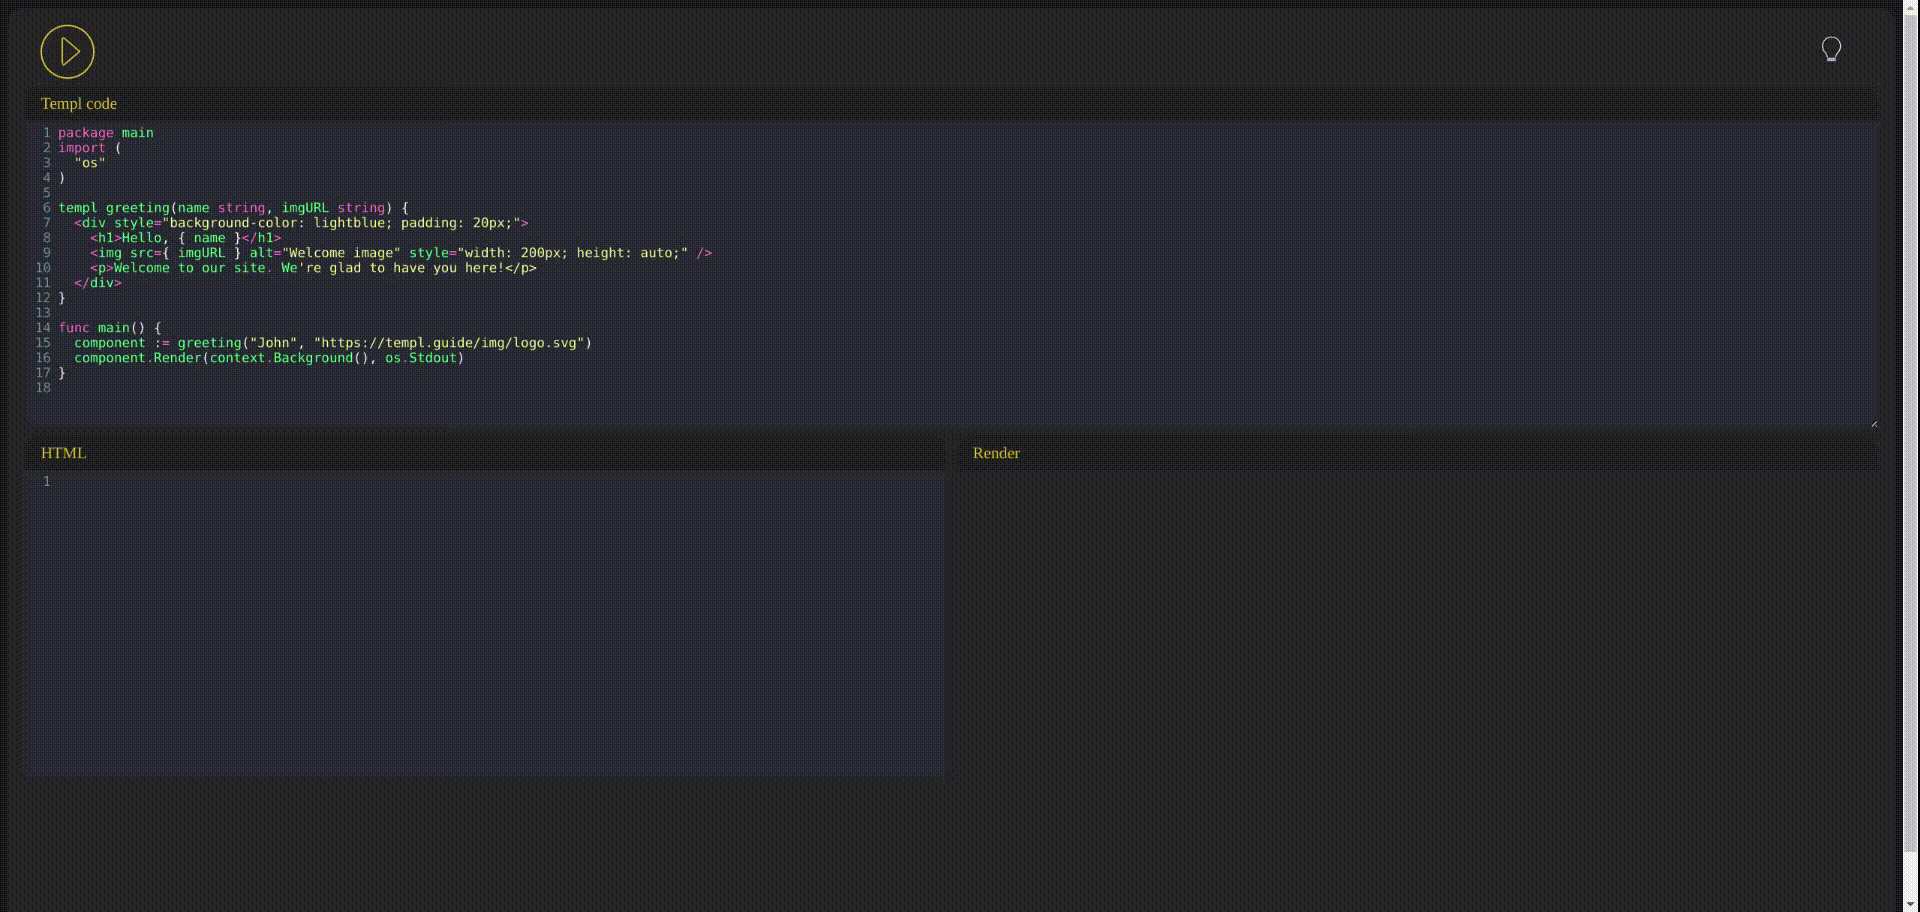 Templ code
1 package main
2 import (
3   "os"
4 )
5
6 templ greeting(name string, imgURL string) {
7   <div style="background-color: lightblue; padding: 20px;">
8     <h1>Hello, { name }</h1>
9     <img src={ imgURL } alt="Welcome image" style="width: 200px; height: auto;" />
10     <p>Welcome to our site. We're glad to have you here!</p>
11   </div>
12 }
13
14 func main() {
15   component := greeting("John", "https://templ.guide/img/logo.svg")
16   component.Render(context.Background(), os.Stdout)
17 }
18
HTML
1
Render